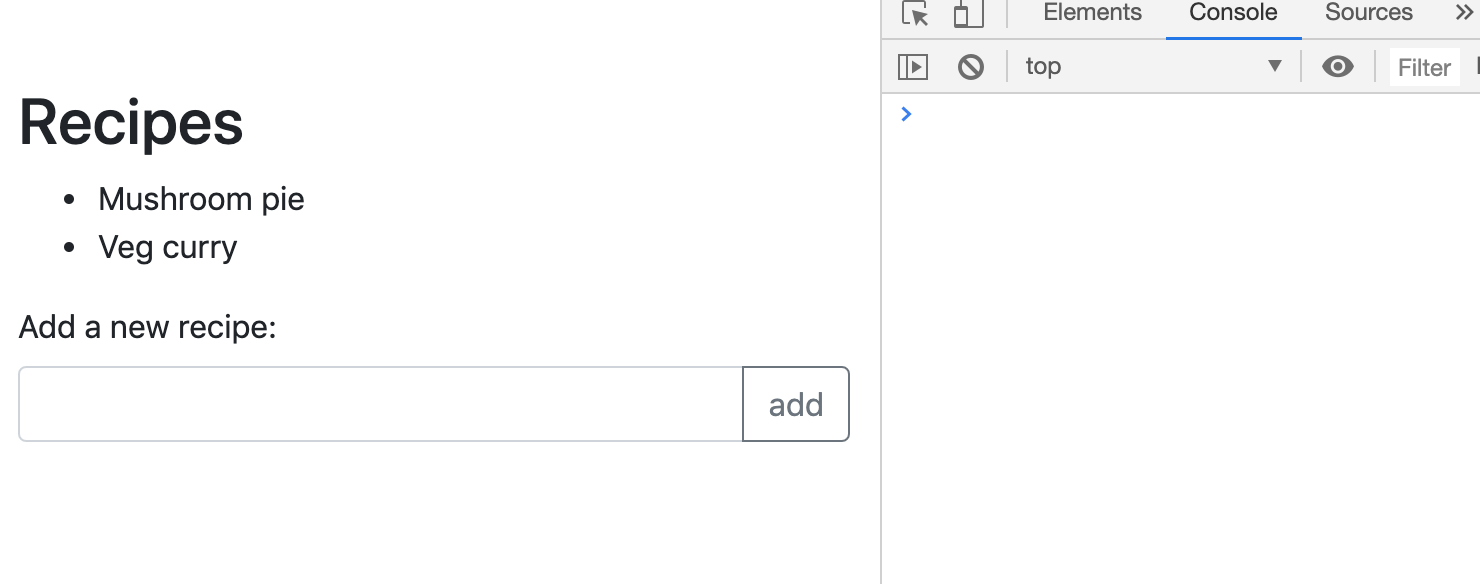 Recipes
• Mushroom pie
• Veg curry
Add a new recipe:
add
Elements Console Sources »
top Filter